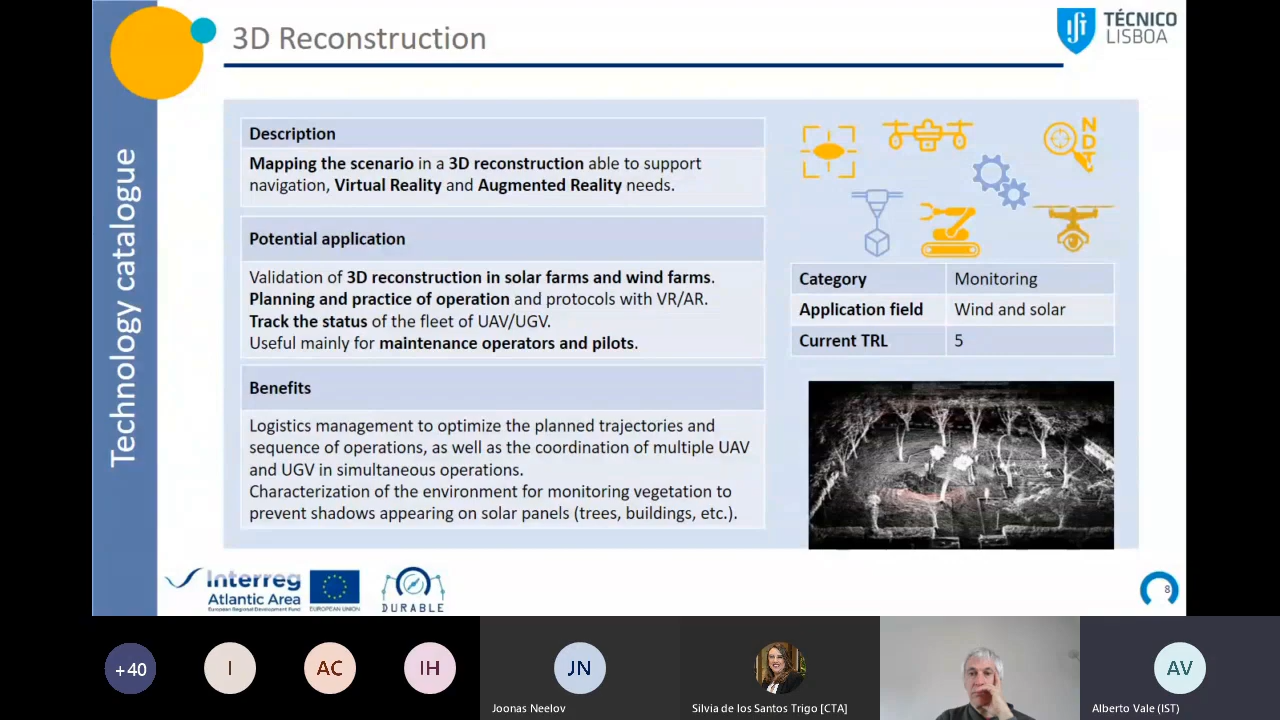 3D Reconstruction
TÉCNICO
LISBOA
Technology catalogue
Description
Mapping the scenario in a 3D reconstruction able to support
navigation, Virtual Reality and Augmented Reality needs.
Potential application
Validation of 3D reconstruction in solar farms and wind farms.
Planning and practice of operation and protocols with VR/AR.
Track the status of the fleet of UAV/UGV.
Useful mainly for maintenance operators and pilots.
Benefits
Logistics management to optimize the planned trajectories and
sequence of operations, as well as the coordination of multiple UAV
and UGV in simultaneous operations.
Characterization of the environment for monitoring vegetation to
prevent shadows appearing on solar panels (trees, buildings, etc.).
NDT
Category Monitoring
Application field Wind and solar
Current TRL 5
Interreg
Atlantic Area
European Regional Development Fund
EUROPEAN UNION
DURABLE
8
+40
I
AC
IH
JN
Joonas Neelov
Silvia de los Santos Trigo [CTA]
AV
Alberto Vale (IST)